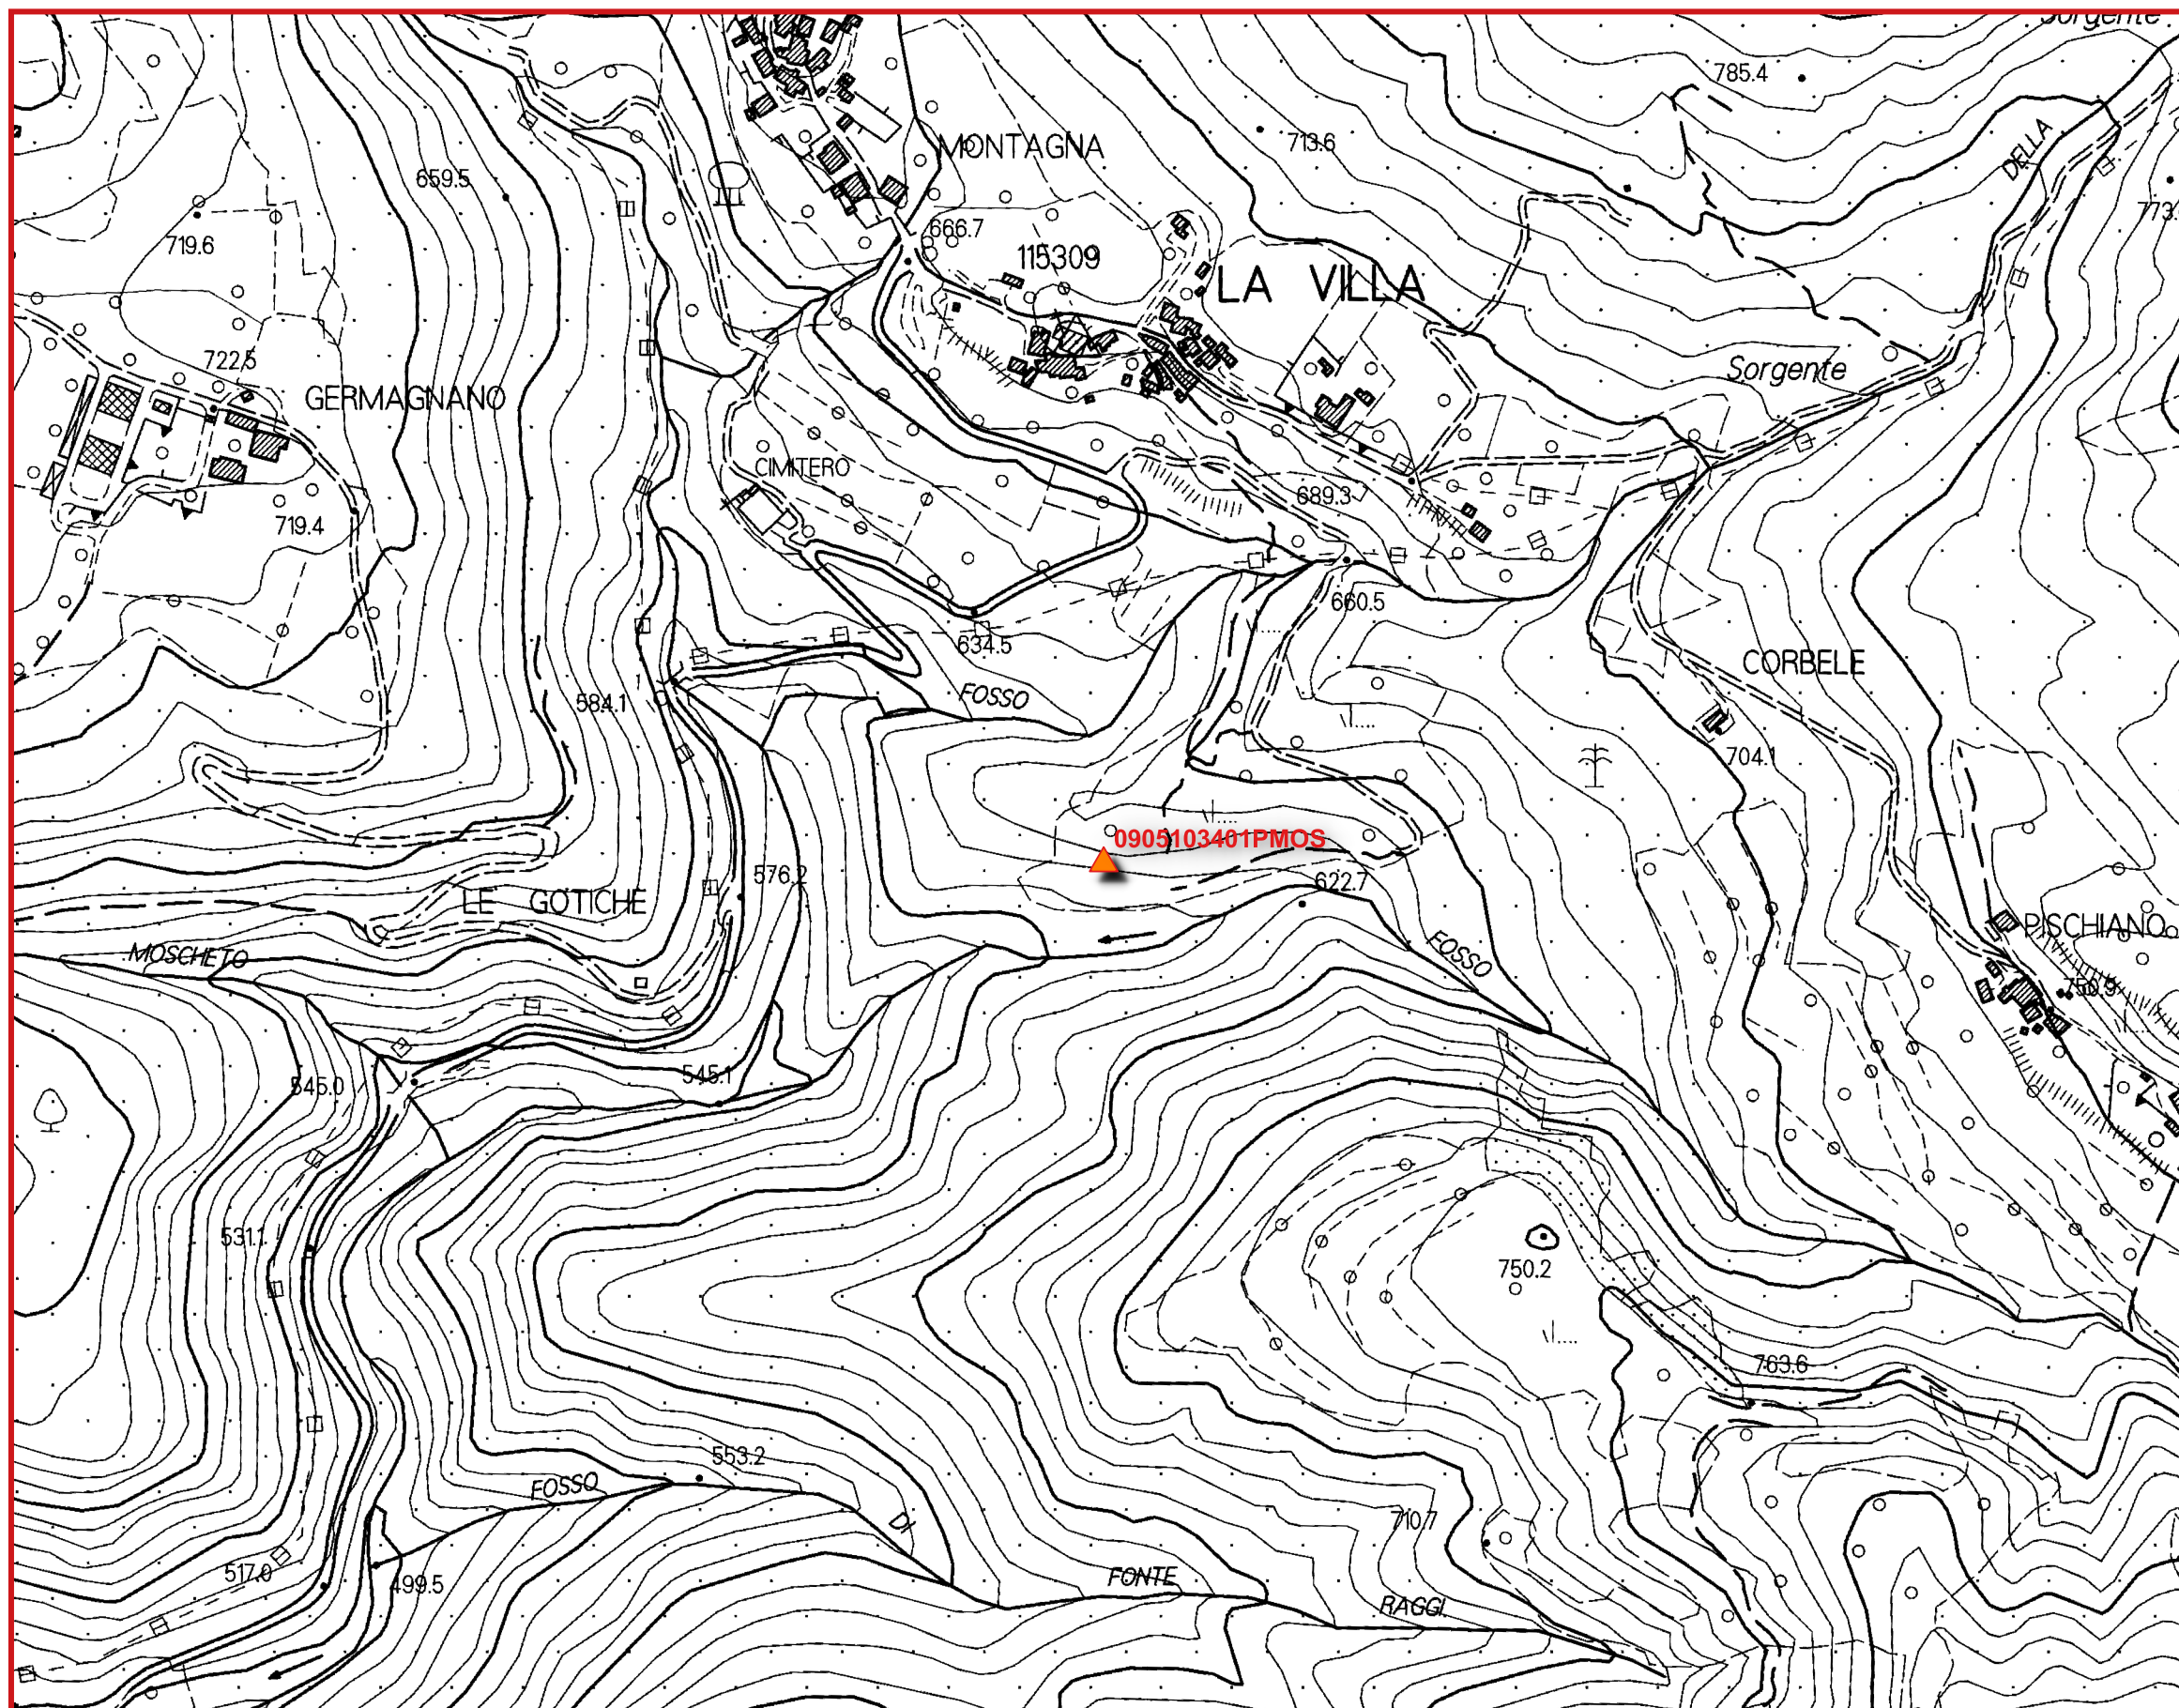 785.4
MONTAGNA
713.6
DELLA
659.5
719.6
666.7
115309
LA VILLA
722.5
Sorgente
GERMAGNANO
CIMITERO
689.3
719.4
660.5
634.5
CORBELE
FOSSO
584.1
704.1
0905103401PMOS
576.2
622.7
LE GOTICHE
PISCHIANO
FOSSO
MOSCHETO
750.9
545.0
545.1
531.1
750.2
763.6
553.2
FOSSO
DI
710.7
517.0
499.5
FONTE
RAGGI